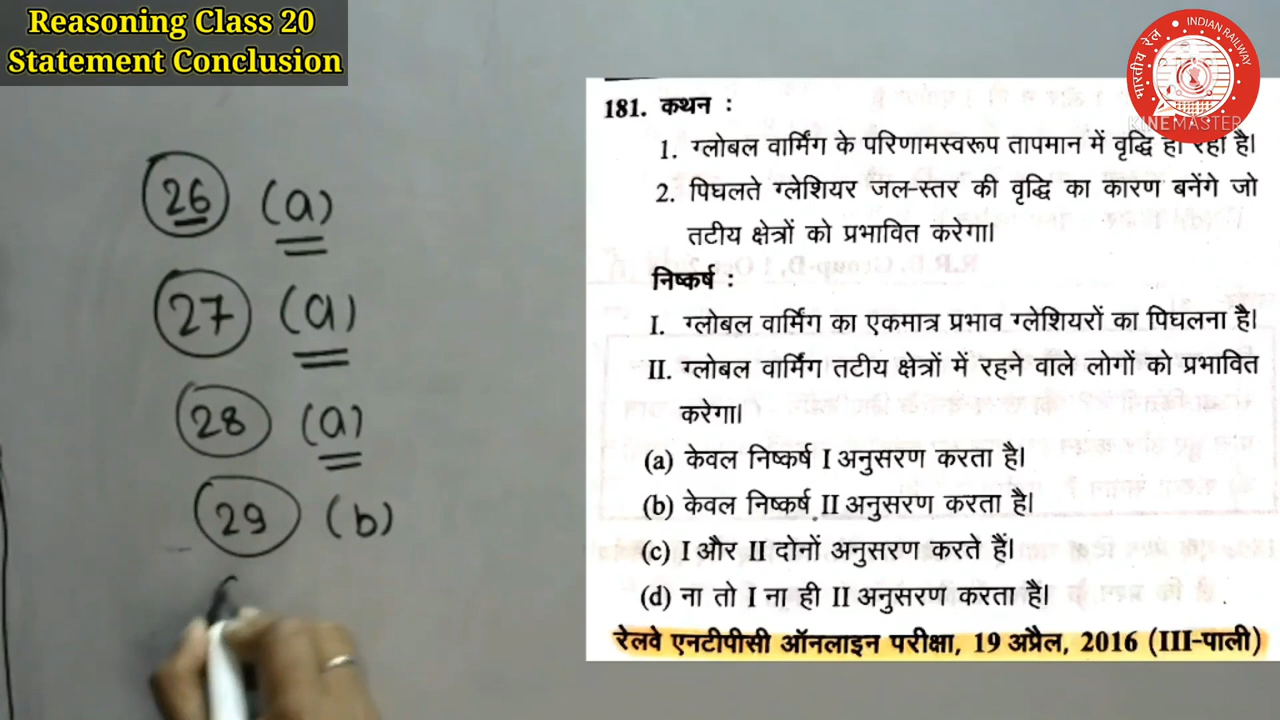 Reasoning Class 20
Statement Conclusion
भारतीय रेल INDIAN RAILWAY
KINEMASTER
26 (a)
27 (a)
28 (a)
29 (b)
181. कथन :
1. ग्लोबल वार्मिंग के परिणामस्वरूप तापमान में वृद्धि हो रही है।
2. पिघलते ग्लेशियर जल-स्तर की वृद्धि का कारण बनेंगे जो
तटीय क्षेत्रों को प्रभावित करेगा।
निष्कर्ष :
I. ग्लोबल वार्मिंग का एकमात्र प्रभाव ग्लेशियरों का पिघलना है।
II. ग्लोबल वार्मिंग तटीय क्षेत्रों में रहने वाले लोगों को प्रभावित
करेगा।
(a) केवल निष्कर्ष I अनुसरण करता है।
(b) केवल निष्कर्ष II अनुसरण करता है।
(c) I और II दोनों अनुसरण करते हैं।
(d) ना तो I ना ही II अनुसरण करता है।
रेलवे एनटीपीसी ऑनलाइन परीक्षा, 19 अप्रैल, 2016 (III-पाली)